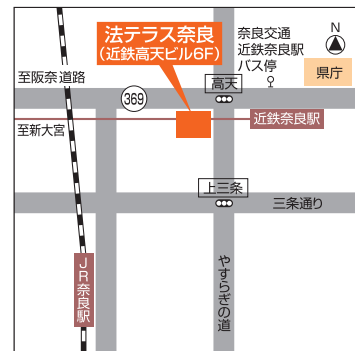 法テラス奈良
(近鉄高天ビル6F)
奈良交通
近鉄奈良駅
バス停
N
県庁
至阪奈道路
369
高天
至新大宮
近鉄奈良駅
上三条
三条通り
JR奈良駅
やすらぎの道